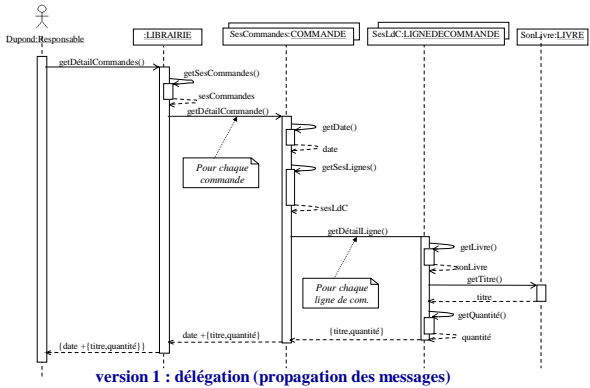 Dupond:Responsable
:LIBRAIRIE
SesCommandes:COMMANDE
SesLdC:LIGNEDECOMMANDE
SonLivre:LIVRE
getDétailCommandes()
getSesCommandes()
sesCommandes
getDétailCommande()
getDate()
date
Pour chaque
commande
getSesLignes()
sesLdC
getDétailLigne()
getLivre()
sonLivre
getTitre()
Pour chaque
ligne de com.
titre
getQuantité()
{titre,quantité}
quantité
date +{titre,quantité}
{date +{titre,quantité}}
version 1 : délégation (propagation des messages)